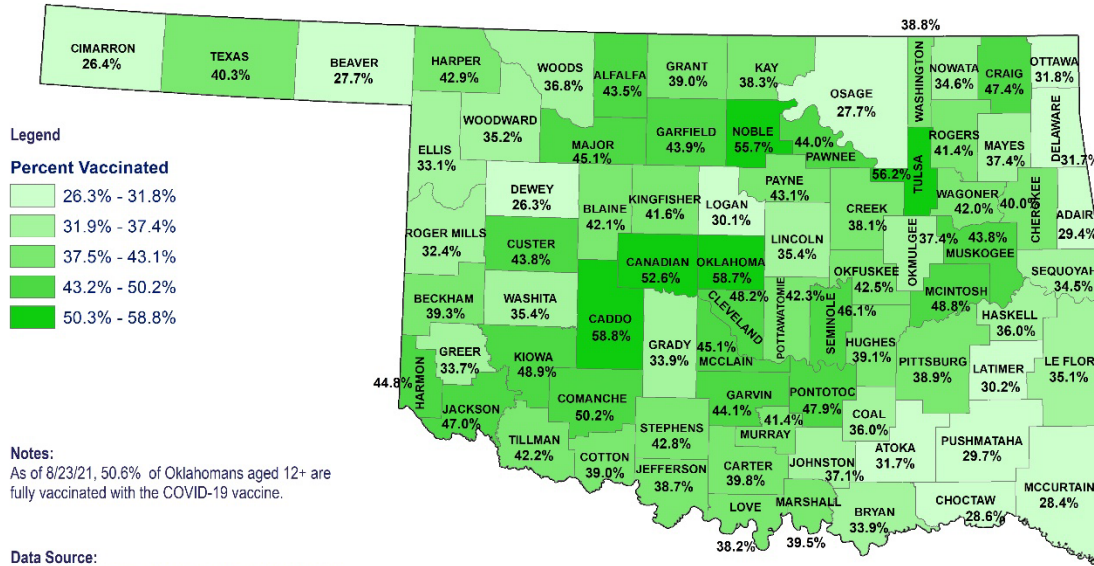 38.8%
CIMARRON
26.4%
TEXAS
40.3%
BEAVER
27.7%
HARPER
42.9%
WOODS
36.8%
ALFALFA
43.5%
GRANT
39.0%
KAY
38.3%
OSAGE
27.7%
WASHINGTON
NOWATA
34.6%
CRAIG
47.4%
OTTAWA
31.8%
DELAWARE
31.7%
Legend
Percent Vaccinated
26.3% - 31.8%
31.9% - 37.4%
37.5% - 43.1%
43.2% - 50.2%
50.3% - 58.8%
ELLIS
33.1%
WOODWARD
35.2%
MAJOR
45.1%
GARFIELD
43.9%
NOBLE
55.7%
44.0%
PAWNEE
56.2%
TULSA
ROGERS
41.4%
MAYES
37.4%
DEWEY
26.3%
BLAINE
42.1%
KINGFISHER
41.6%
LOGAN
30.1%
PAYNE
43.1%
CREEK
38.1%
WAGONER
42.0%
40.0%
CHEROKEE
ADAIR
29.4%
ROGER MILLS
32.4%
CUSTER
43.8%
CANADIAN
52.6%
OKLAHOMA
58.7%
LINCOLN
35.4%
OKMULGEE
37.4%
43.8%
MUSKOGEE
SEQUOYAH
34.5%
BECKHAM
39.3%
WASHITA
35.4%
CADDO
58.8%
GRADY
33.9%
48.2%
CLEVELAND
POTTAWATOMIE
42.3%
SEMINOLE
46.1%
OKFUSKEE
42.5%
MCINTOSH
48.8%
HASKELL
36.0%
44.8%
HARMON
GREER
33.7%
KIOWA
48.9%
45.1%
MCCLAIN
HUGHES
39.1%
PITTSBURG
38.9%
LATIMER
30.2%
LE FLOR
35.1%
JACKSON
47.0%
COMANCHE
50.2%
GARVIN
44.1%
PONTOTOC
47.9%
COAL
36.0%
TILLMAN
42.2%
COTTON
39.0%
STEPHENS
42.8%
41.4%
MURRAY
JOHNSTON
37.1%
ATOKA
31.7%
PUSHMATAHA
29.7%
MCCURTAIN
28.4%
JEFFERSON
38.7%
CARTER
39.8%
LOVE
38.2%
MARSHALL
39.5%
BRYAN
33.9%
CHOCTAW
28.6%
Notes:
As of 8/23/21, 50.6% of Oklahomans aged 12+ are
fully vaccinated with the COVID-19 vaccine.
Data Source: